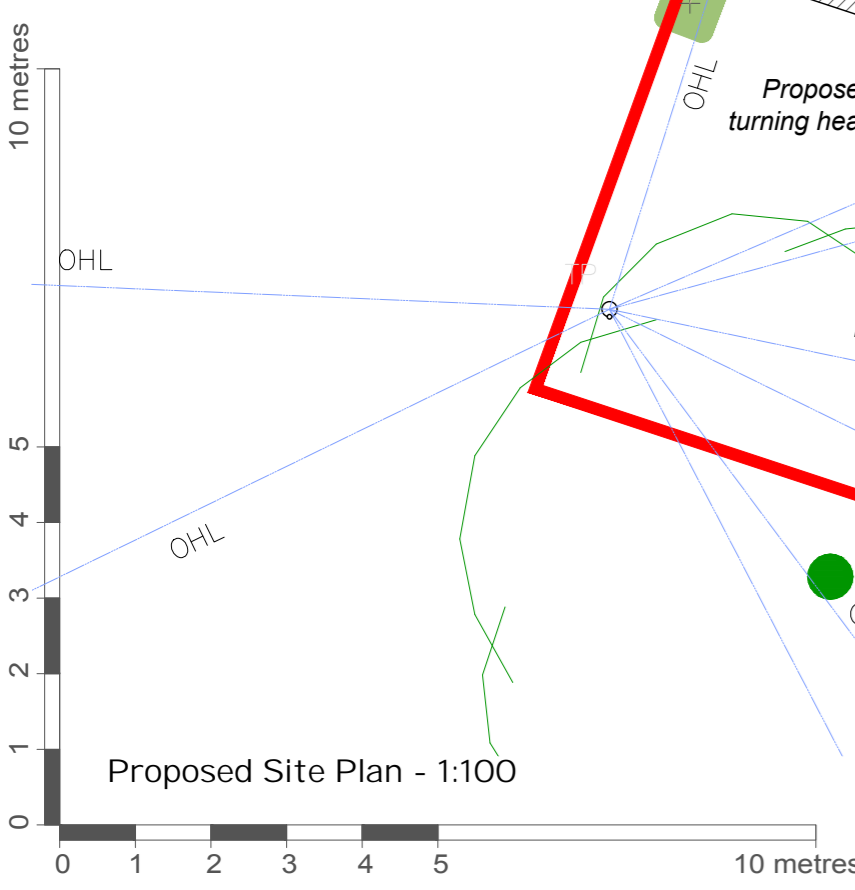 10 metres
OHL
Propose
turning hea
OHL
TP
5
4
OHL
3
2
1
Proposed Site Plan - 1:100
0
0 1 2 3 4 5 10 metres